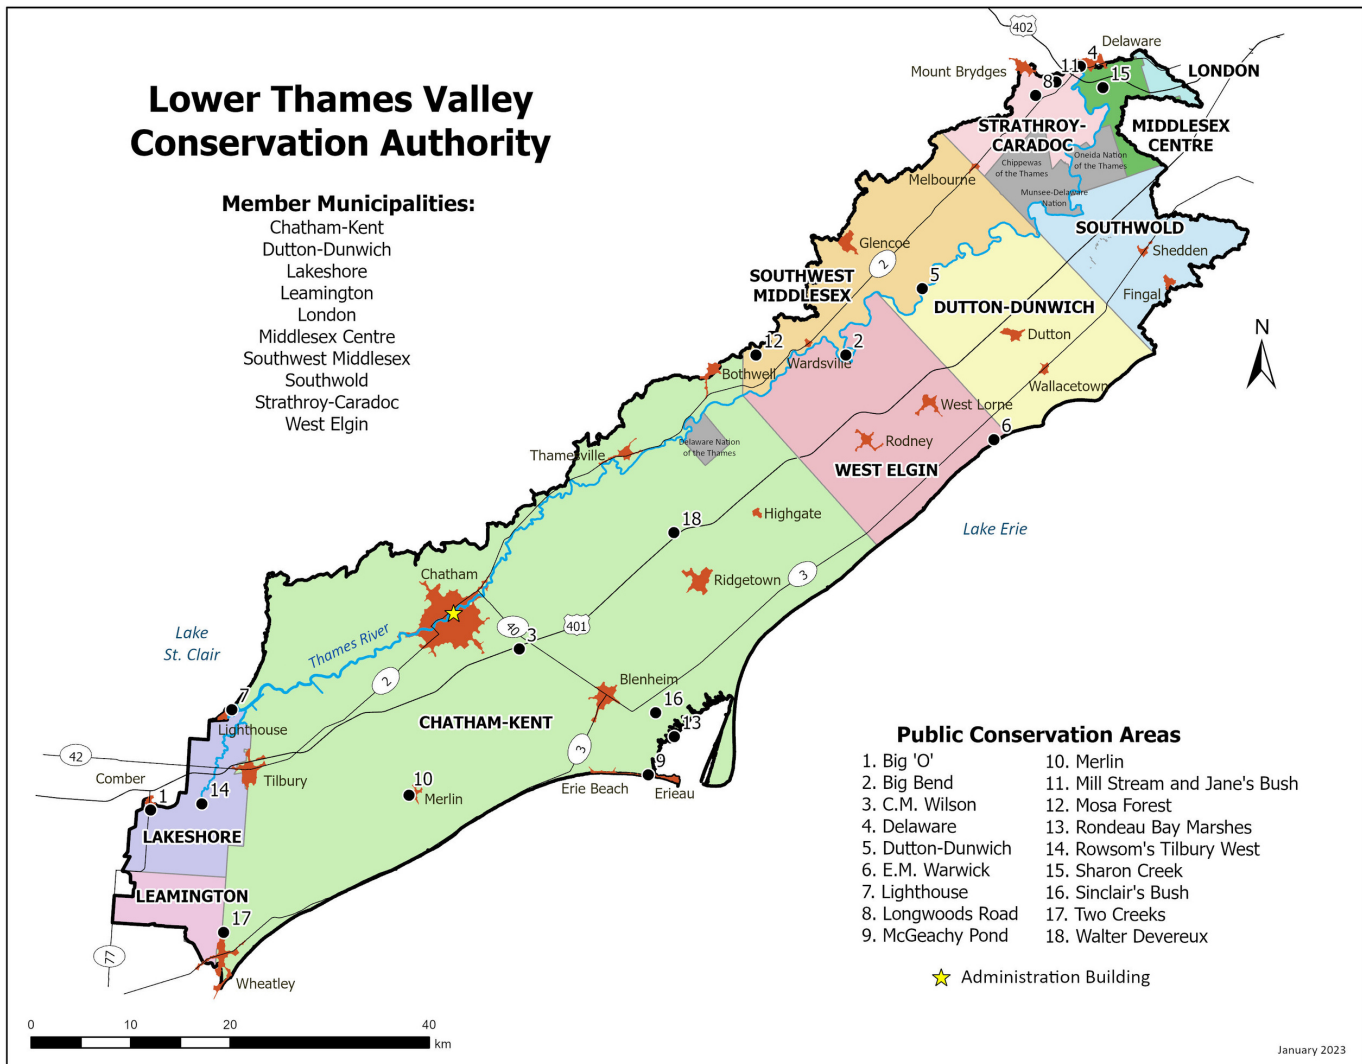 Lower Thames Valley
Conservation Authority
Member Municipalities:
Chatham-Kent
Dutton-Dunwich
Lakeshore
Leamington
London
Middlesex Centre
Southwest Middlesex
Southwold
Strathroy-Caradoc
West Elgin
402
Delaware
4
11
Mount Brydges
8
15
LONDON
STRATHROY-
CARADOC
MIDDLESEX
CENTRE
Chippewas
of the Thames
Oneida Nation
of the Thames
Melbourne
Munsee-Delaware
Nation
SOUTHWOLD
Shedden
Fingal
Glencoe
2
SOUTHWEST
MIDDLESEX
5
DUTTON-DUNWICH
Dutton
Wallacetown
N
12
Wardsville
2
Bothwell
West Lorne
6
Rodney
WEST ELGIN
Thamesville
Delaware Nation
of the Thames
Highgate
Lake Erie
18
Ridgetown
3
Chatham
40
401
3
Lake
St. Clair
Thames River
2
Blenheim
16
13
7
Lighthouse
CHATHAM-KENT
3
42
Tilbury
Comber
1
14
10
Merlin
Erie Beach
9
Erieau
LAKESHORE
LEAMINGTON
17
77
Wheatley
Public Conservation Areas
1. Big 'O'
2. Big Bend
3. C.M. Wilson
4. Delaware
5. Dutton-Dunwich
6. E.M. Warwick
7. Lighthouse
8. Longwoods Road
9. McGeachy Pond
10. Merlin
11. Mill Stream and Jane's Bush
12. Mosa Forest
13. Rondeau Bay Marshes
14. Rowsom's Tilbury West
15. Sharon Creek
16. Sinclair's Bush
17. Two Creeks
18. Walter Devereux
Administration Building
0 10 20 40
km
January 2023